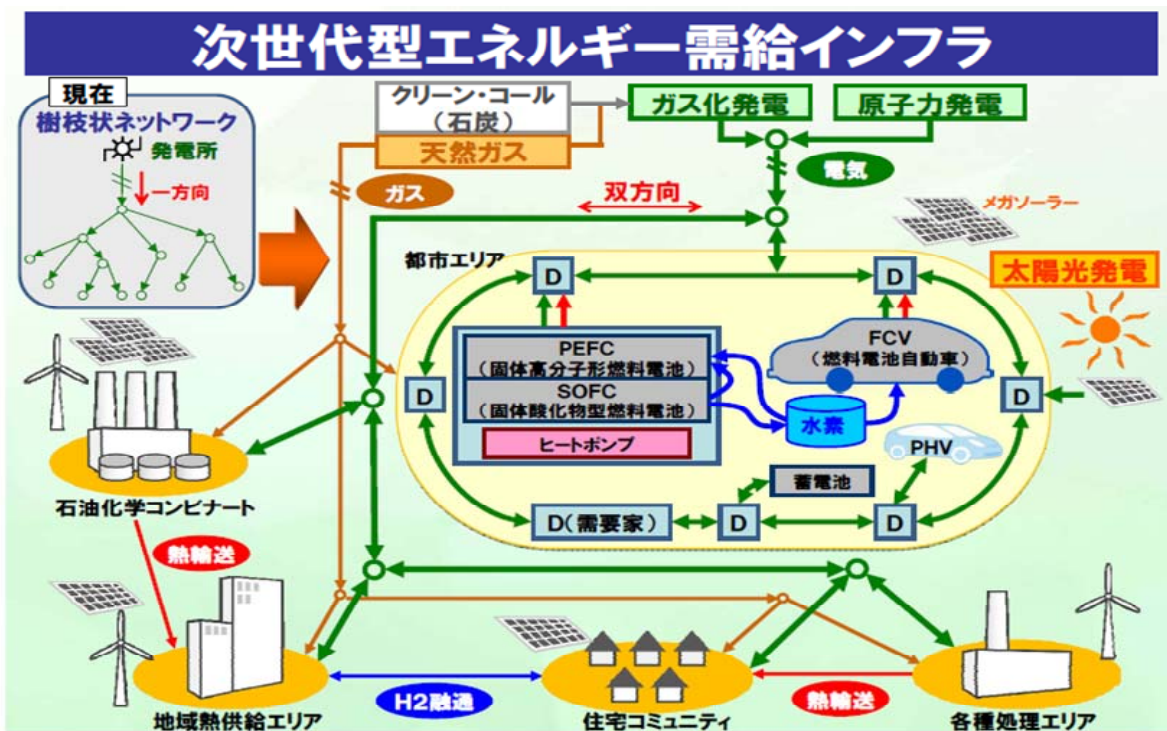 次世代型エネルギー需給インフラ
現在
樹枝状ネットワーク
発電所
一方向
クリーン・コール
(石炭)
天然ガス
ガス化発電
原子力発電
ガス
電気
双方向
メガソーラー
太陽光発電
都市エリア
D
D
PEFC
(固体高分子形燃料電池)
SOFC
(固体酸化物型燃料電池)
ヒートポンプ
FCV
(燃料電池自動車)
D
D
水素
PHV
蓄電池
D(需要家)
D
D
石油化学コンビナート
熱輸送
地域熱供給エリア
H2融通
住宅コミュニティ
熱輸送
各種処理エリア